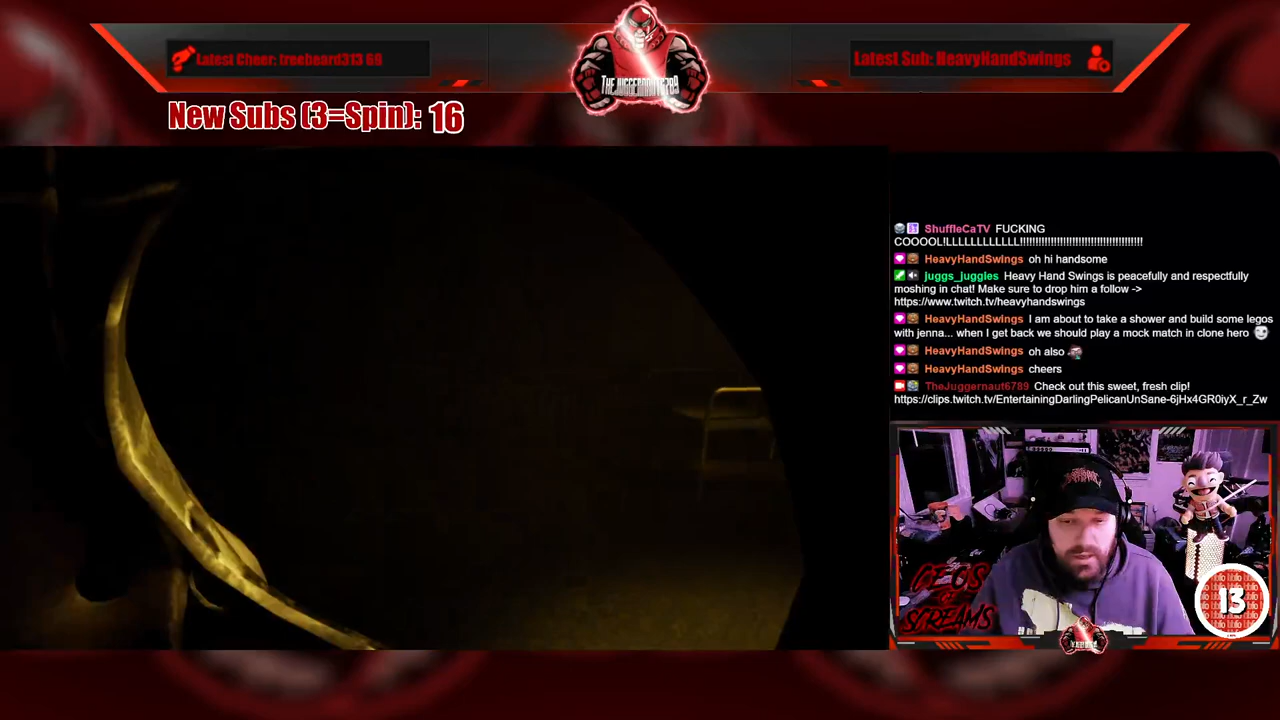 Latest Cheer: treebeard313 69
THEJUGGERNAUT6789
Latest Sub: HeavyHandSwings
New Subs (3=Spin): 16
ShuffleCaTV FUCKING
COOOOL!LLLLLLLLLLLL!!!!!!!!!!!!!!!!!!!!!!!!!!!!!!!!!!!!!!!!!
HeavyHandSwings oh hi handsome
juggs_juggles Heavy Hand Swings is peacefully and respectfully
moshing in chat! Make sure to drop him a follow ->
https://www.twitch.tv/heavyhandswings
HeavyHandSwings I am about to take a shower and build some legos
with jenna... when I get back we should play a mock match in clone hero
HeavyHandSwings oh also
HeavyHandSwings cheers
TheJuggernaut6789 Check out this sweet, fresh clip!
https://clips.twitch.tv/EntertainingDarlingPelicanUnSane-6jHx4GR0iyX_r_Zw
SCREAMS
13